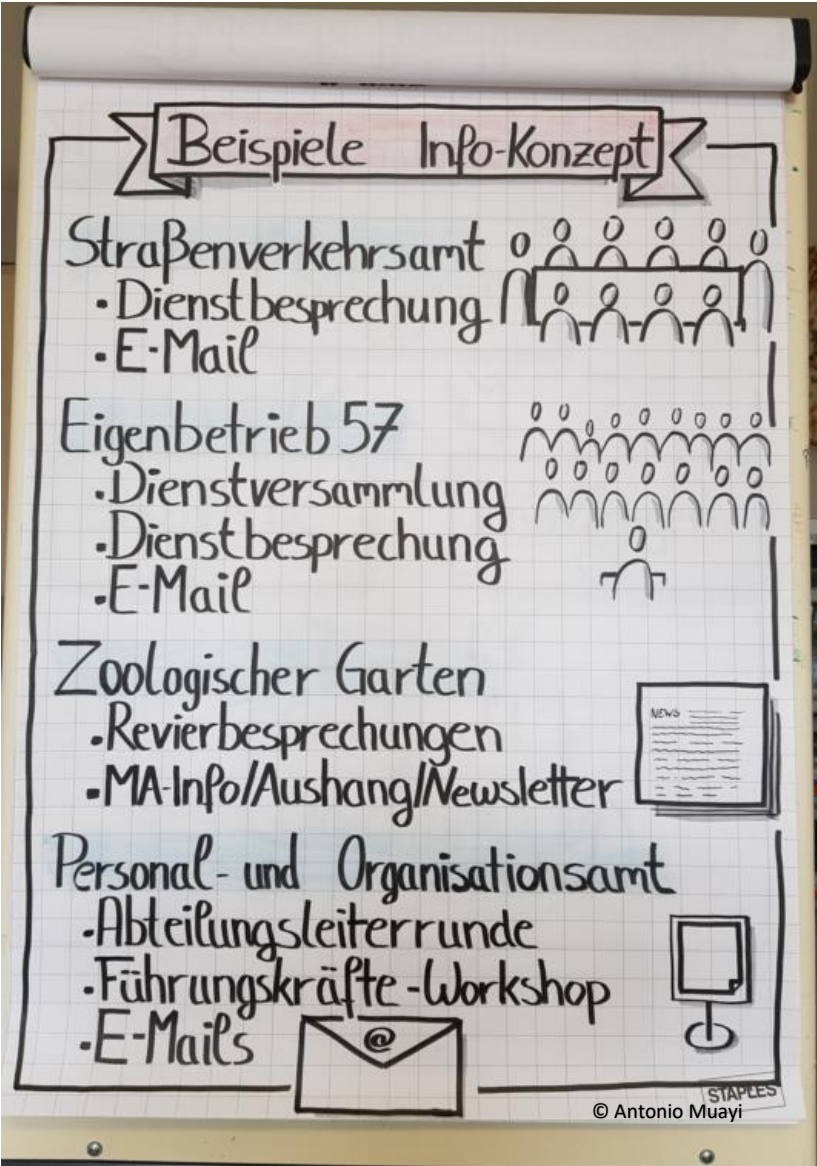 Beispiele Info-Konzept
Straßenverkehrsamt
• Dienstbesprechung
• E-Mail
Eigenbetrieb 57
• Dienstversammlung
• Dienstbesprechung
• E-Mail
Zoologischer Garten
• Revierbesprechungen
• MA-Info/Aushang/Newsletter
NEWS
Personal- und Organisationsamt
• Abteilungsleiterrunde
• Führungskräfte-Workshop
• E-Mails
@
STAPLES
© Antonio Muayi